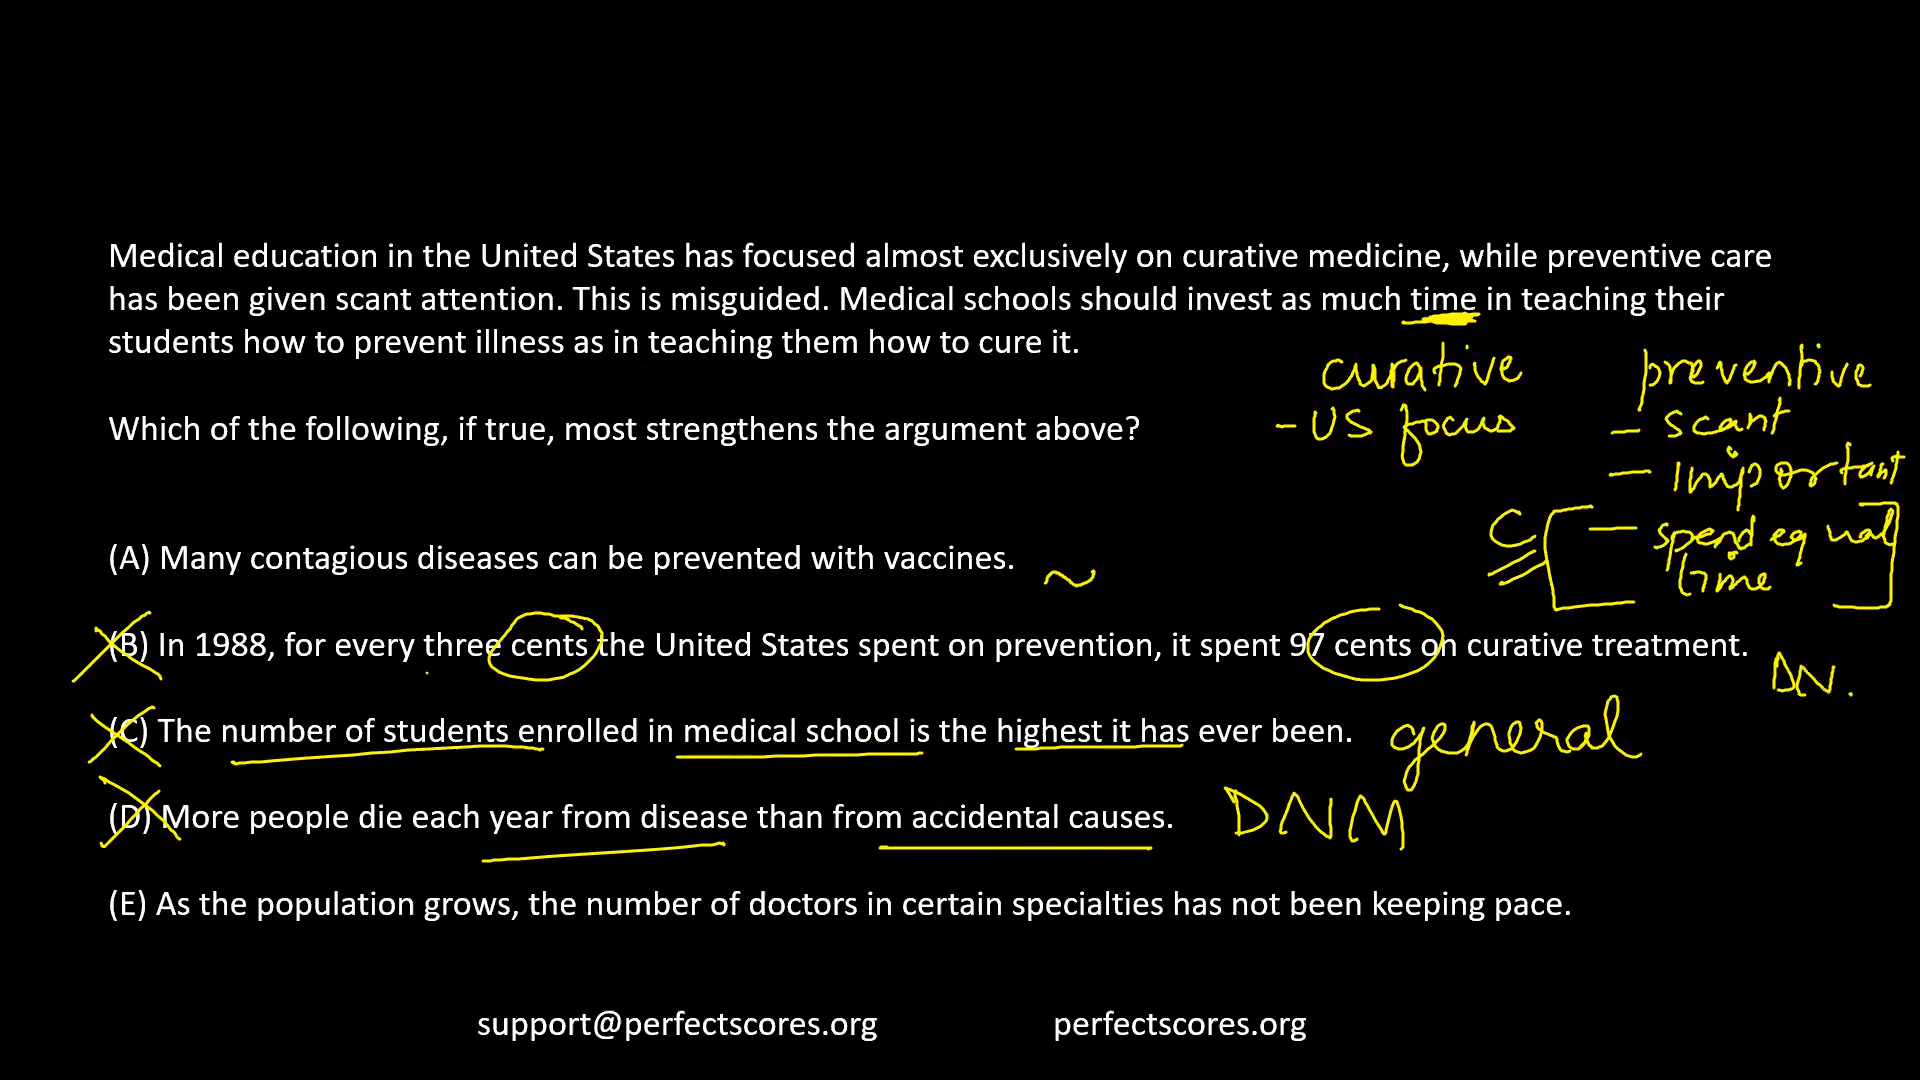 Medical education in the United States has focused almost exclusively on curative medicine, while preventive care
has been given scant attention. This is misguided. Medical schools should invest as much time in teaching their
students how to prevent illness as in teaching them how to cure it.
curative preventive
- US focus - scant
Which of the following, if true, most strengthens the argument above?
- important
C - spend equal
time
(A) Many contagious diseases can be prevented with vaccines. ~
(B) In 1988, for every three cents the United States spent on prevention, it spent 97 cents on curative treatment.
DN.
(C) The number of students enrolled in medical school is the highest it has ever been. general
(D) More people die each year from disease than from accidental causes. DNM
(E) As the population grows, the number of doctors in certain specialties has not been keeping pace.
support@perfectscores.org perfectscores.org